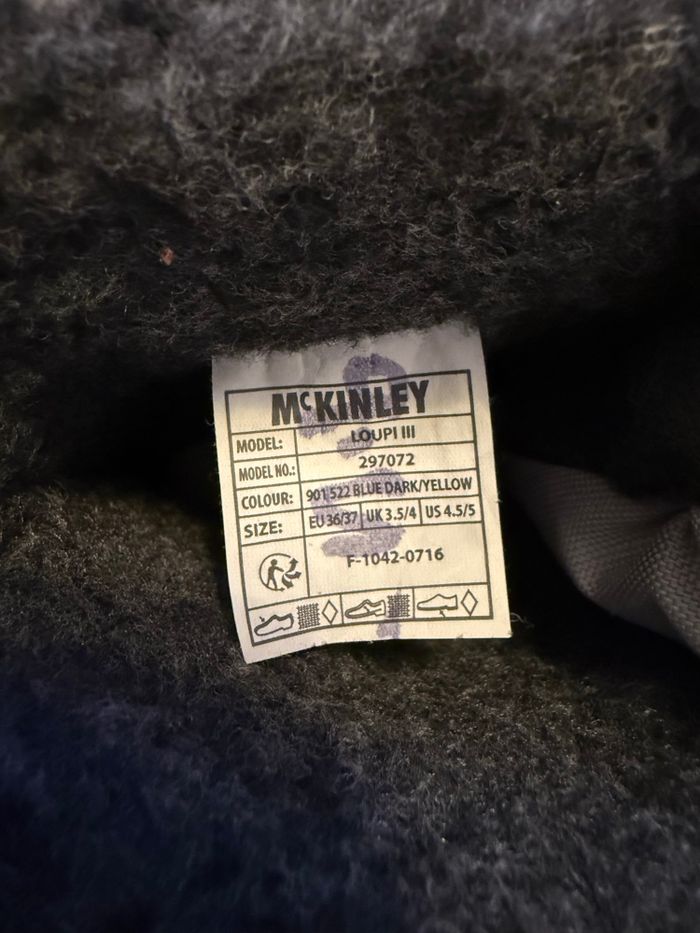 McKINLEY
MODEL: LOUPI III
MODEL NO.: 297072
COLOUR: 901 522 BLUE DARK/YELLOW
SIZE: EU 36/37 UK 3.5/4 US 4.5/5
F-1042-0716